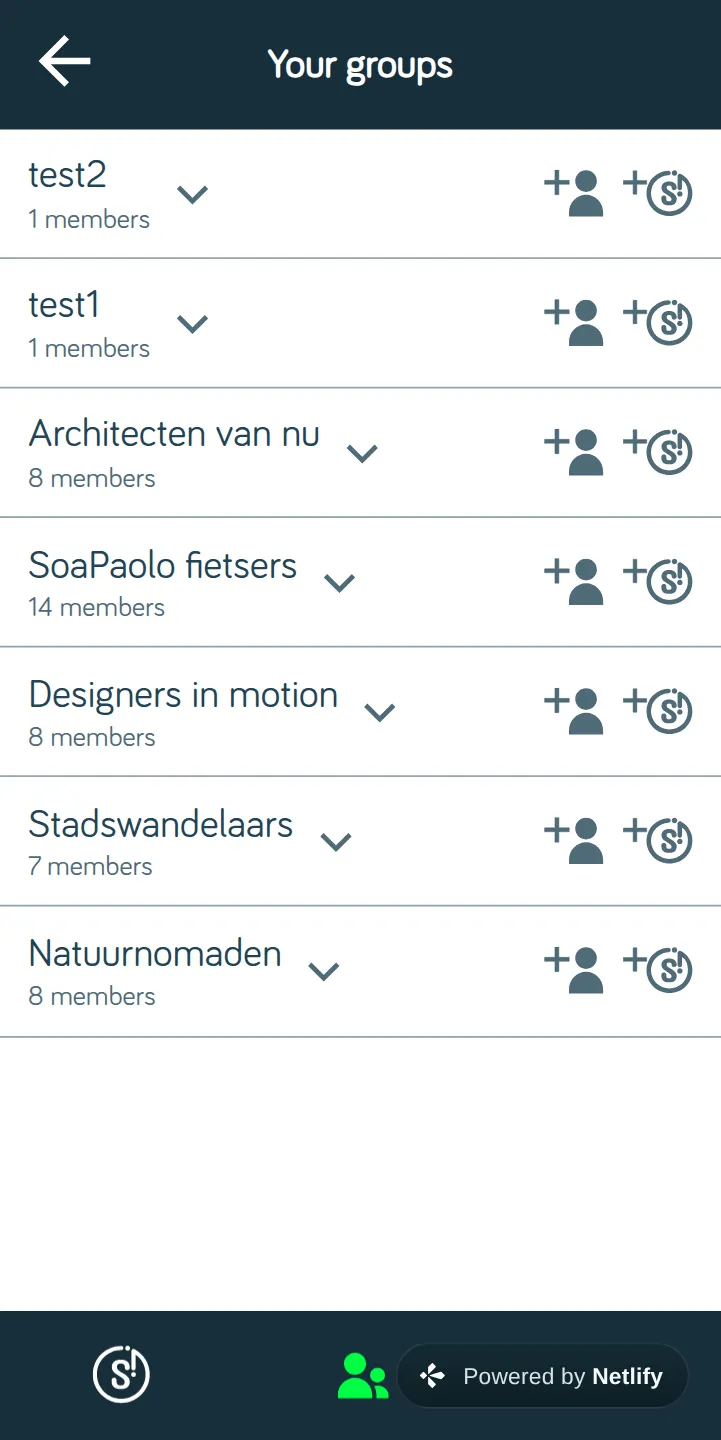 Your groups
test2
1 members
test1
1 members
Architecten van nu
8 members
SoaPaolo fietsers
14 members
Designers in motion
8 members
Stadswandelaars
7 members
Natuurnomaden
8 members
Powered by Netlify